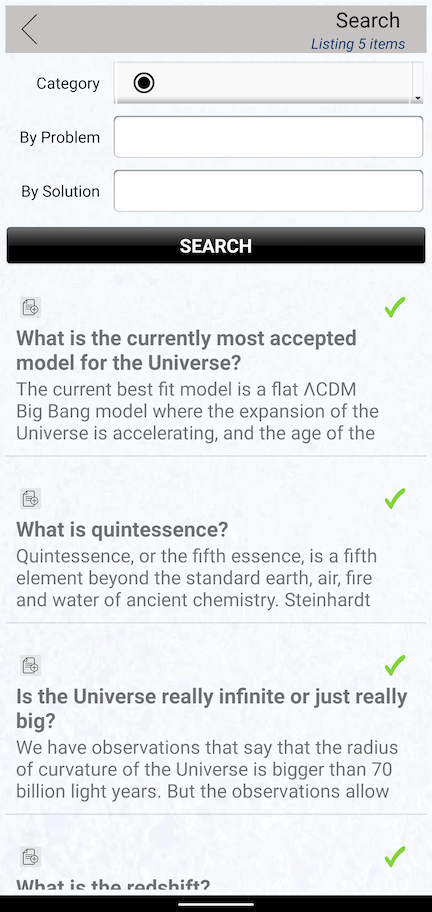 Search
Listing 5 items
Category
By Problem
By Solution
SEARCH
What is the currently most accepted
model for the Universe?
The current best fit model is a flat ΛCDM
Big Bang model where the expansion of the
Universe is accelerating, and the age of the
What is quintessence?
Quintessence, or the fifth essence, is a fifth
element beyond the standard earth, air, fire
and water of ancient chemistry. Steinhardt
Is the Universe really infinite or just really
big?
We have observations that say that the radius
of curvature of the Universe is bigger than 70
billion light years. But the observations allow
What is the redshift?